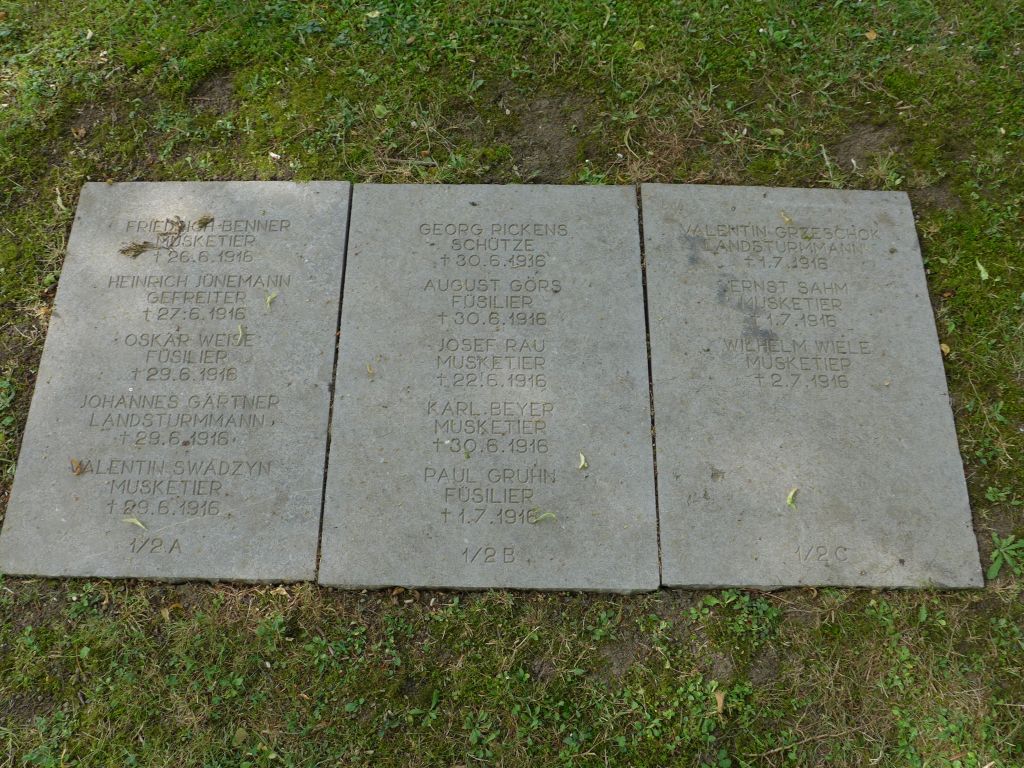 FRIEDRICH BENNER
MUSKETIER
† 26.6.1916
HEINRICH JÜNEMANN
GEFREITER
† 27.6.1916
OSKAR WEISE
FÜSILIER
† 29.6.1916
JOHANNES GÄRTNER
LANDSTURMMANN
† 29.6.1916
VALENTIN SWADZYN
MUSKETIER
† 29.6.1916
1/2 A
GEORG RICKENS
SCHÜTZE
† 30.6.1916
AUGUST GÖRS
FÜSILIER
† 30.6.1916
JOSEF RAU
MUSKETIER
† 22.6.1916
KARL BEYER
MUSKETIER
† 30.6.1916
PAUL GRUHN
FÜSILIER
† 1.7.1916
1/2 B
VALENTIN GRZESCHOK
LANDSTURMMANN
† 1.7.1916
ERNST SAHM
MUSKETIER
† 1.7.1916
WILHELM WIELE
MUSKETIER
† 2.7.1916
1/2 C